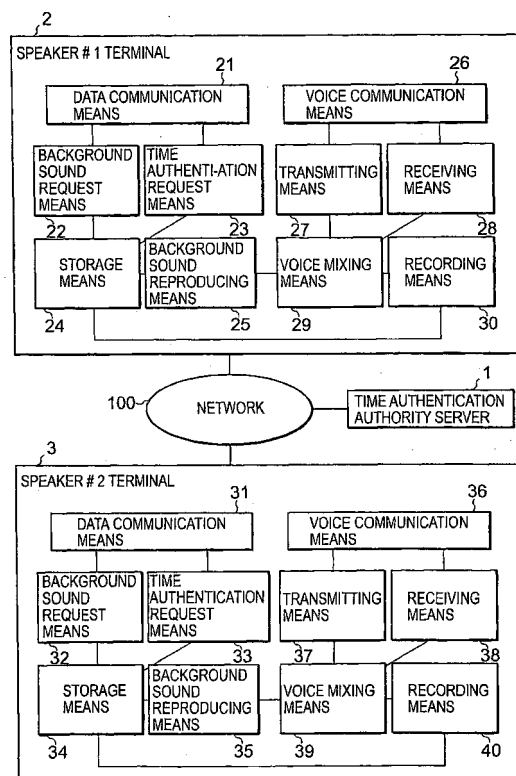 2
SPEAKER # 1 TERMINAL
21
26
DATA COMMUNICATION
MEANS
VOICE COMMUNICATION
MEANS
BACKGROUND
SOUND
REQUEST
MEANS
TIME
AUTHENTI-ATION
REQUEST
MEANS
TRANSMITTING
MEANS
RECEIVING
MEANS
22
23
27
28
STORAGE
MEANS
BACKGROUND
SOUND
REPRODUCING
MEANS
VOICE MIXING
MEANS
RECORDING
MEANS
24
25
29
30
100
NETWORK
1
TIME AUTHENTICATION
AUTHORITY SERVER
3
SPEAKER # 2 TERMINAL
31
36
DATA COMMUNICATION
MEANS
VOICE COMMUNICATION
MEANS
BACKGROUND
SOUND
REQUEST
MEANS
TIME
AUTHENTICATION
REQUEST
MEANS
TRANSMITTING
MEANS
RECEIVING
MEANS
32
33
37
38
STORAGE
MEANS
BACKGROUND
SOUND
REPRODUCING
MEANS
VOICE MIXING
MEANS
RECORDING
MEANS
34
35
39
40